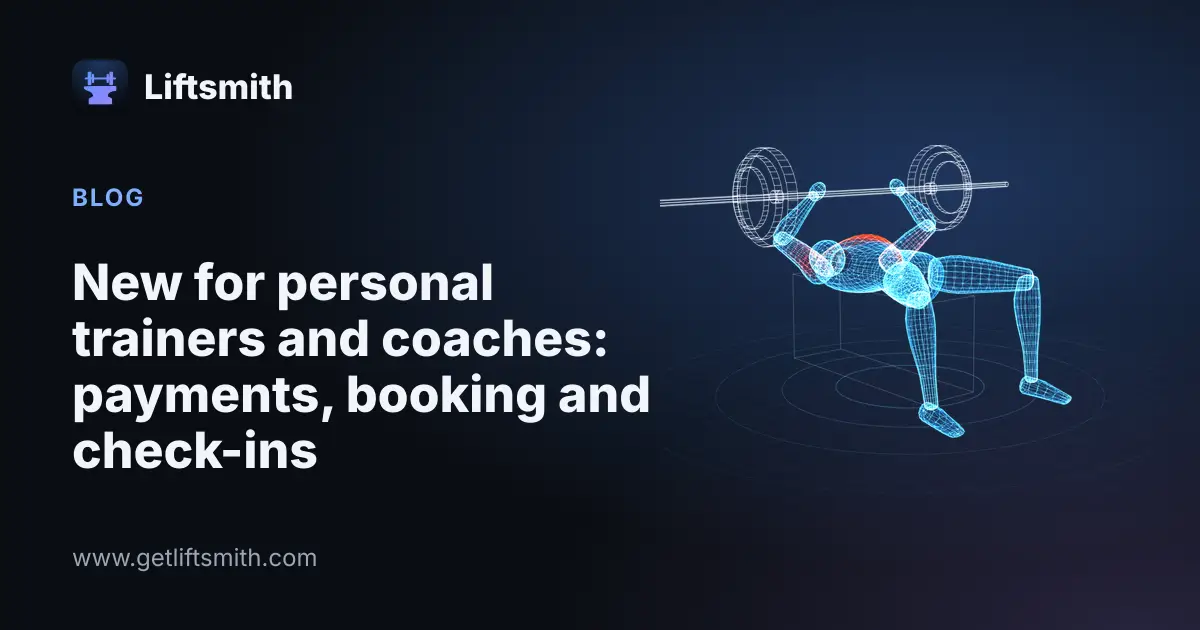 Liftsmith
BLOG
New for personal
trainers and coaches:
payments, booking and
check-ins
www.getliftsmith.com